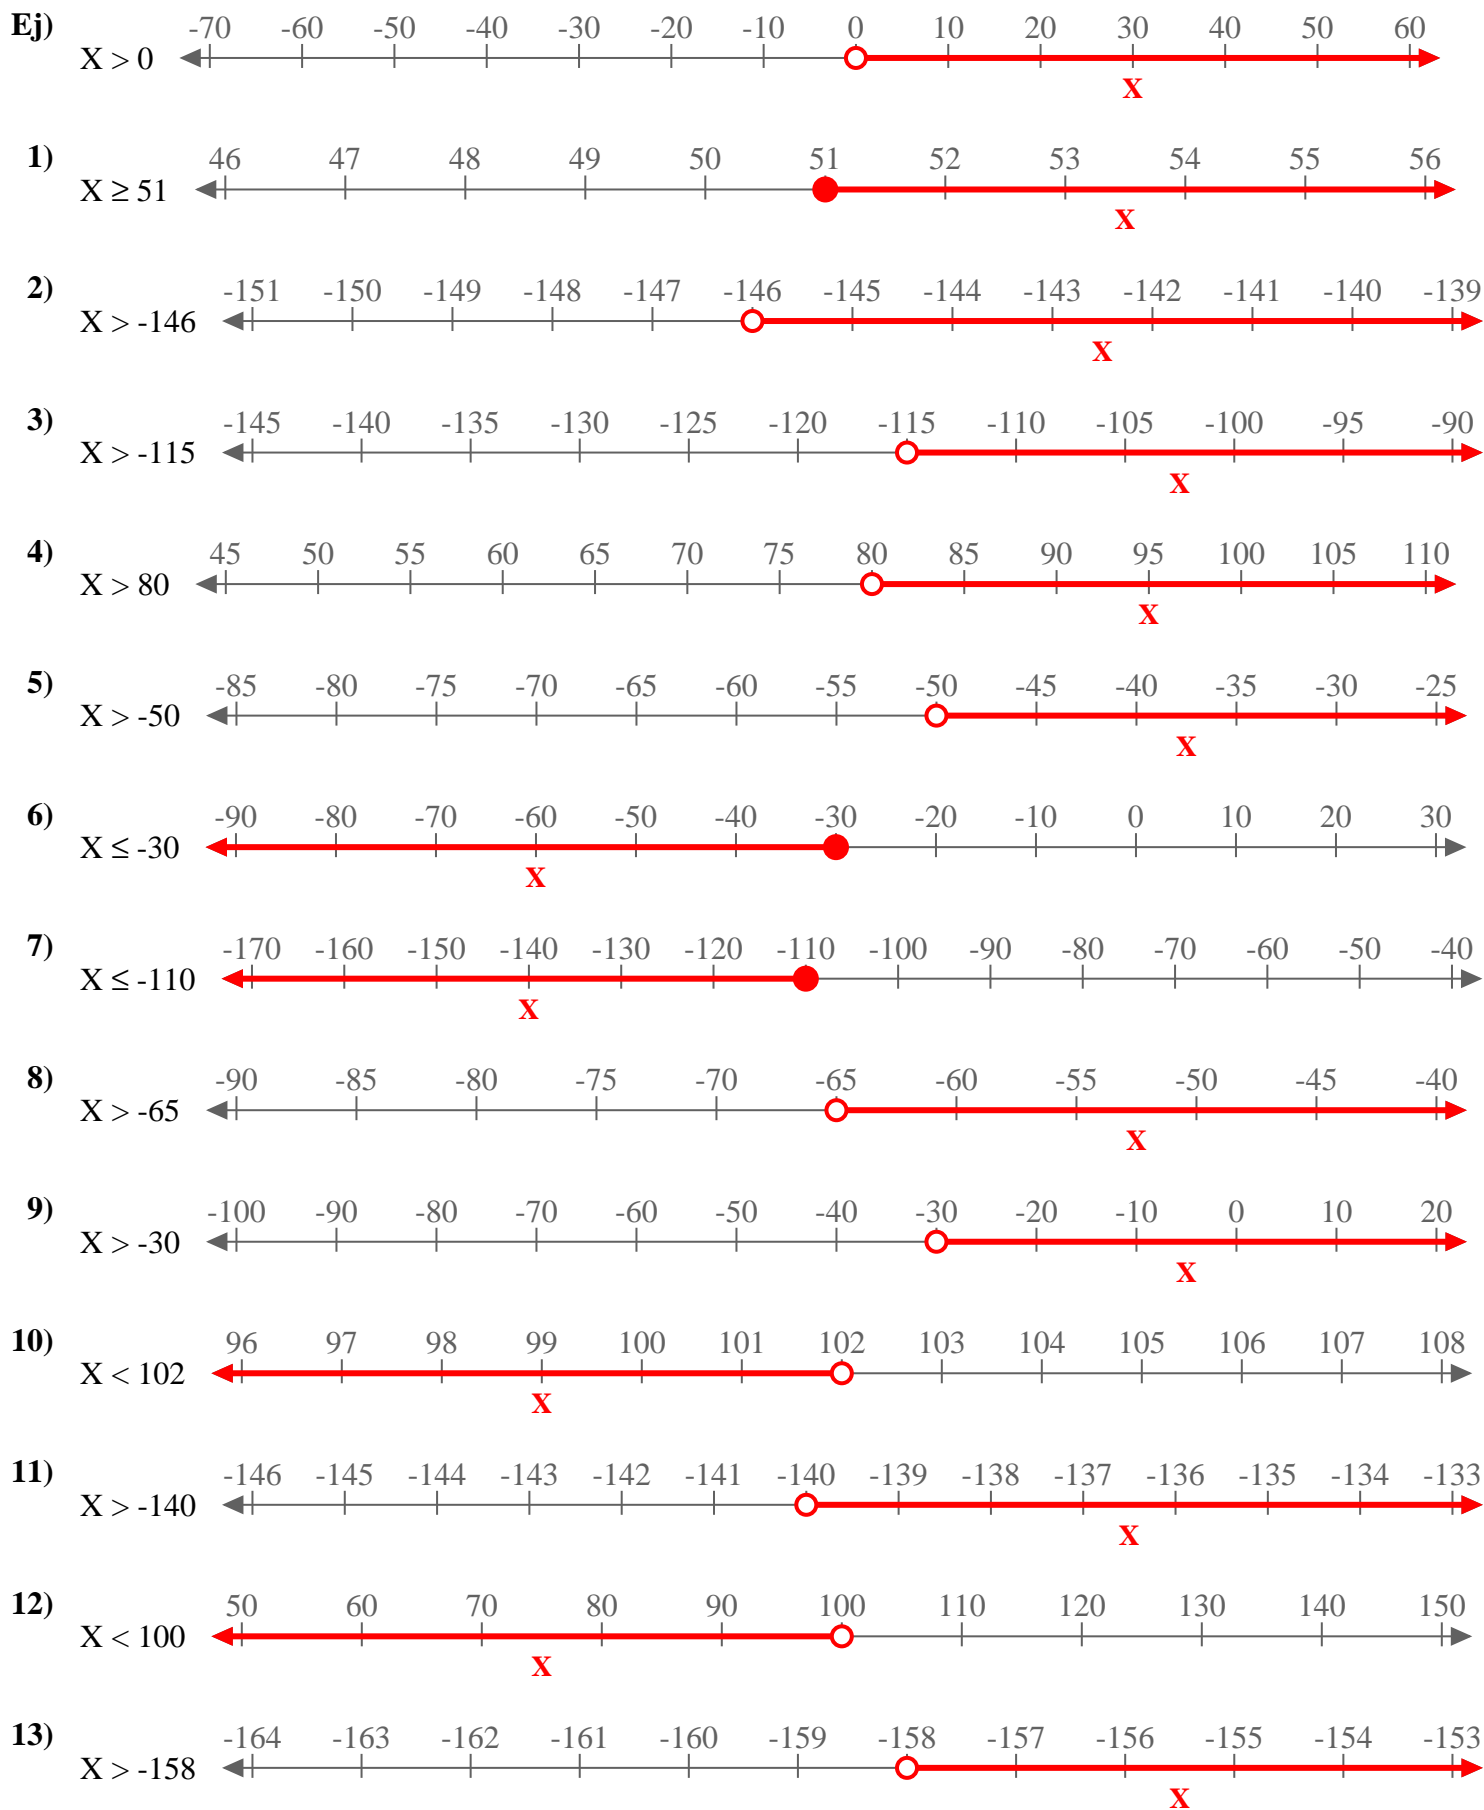 Ej) -70 -60 -50 -40 -30 -20 -10 0 10 20 30 40 50 60
X > 0
X
1) 46 47 48 49 50 51 52 53 54 55 56
X ≥ 51
X
2) -151 -150 -149 -148 -147 -146 -145 -144 -143 -142 -141 -140 -139
X > -146
X
3) -145 -140 -135 -130 -125 -120 -115 -110 -105 -100 -95 -90
X > -115
X
4) 45 50 55 60 65 70 75 80 85 90 95 100 105 110
X > 80
X
5) -85 -80 -75 -70 -65 -60 -55 -50 -45 -40 -35 -30 -25
X > -50
X
6) -90 -80 -70 -60 -50 -40 -30 -20 -10 0 10 20 30
X ≤ -30
X
7) -170 -160 -150 -140 -130 -120 -110 -100 -90 -80 -70 -60 -50 -40
X ≤ -110
X
8) -90 -85 -80 -75 -70 -65 -60 -55 -50 -45 -40
X > -65
X
9) -100 -90 -80 -70 -60 -50 -40 -30 -20 -10 0 10 20
X > -30
X
10) 96 97 98 99 100 101 102 103 104 105 106 107 108
X < 102
X
11) -146 -145 -144 -143 -142 -141 -140 -139 -138 -137 -136 -135 -134 -133
X > -140
X
12) 50 60 70 80 90 100 110 120 130 140 150
X < 100
X
13) -164 -163 -162 -161 -160 -159 -158 -157 -156 -155 -154 -153
X > -158
X